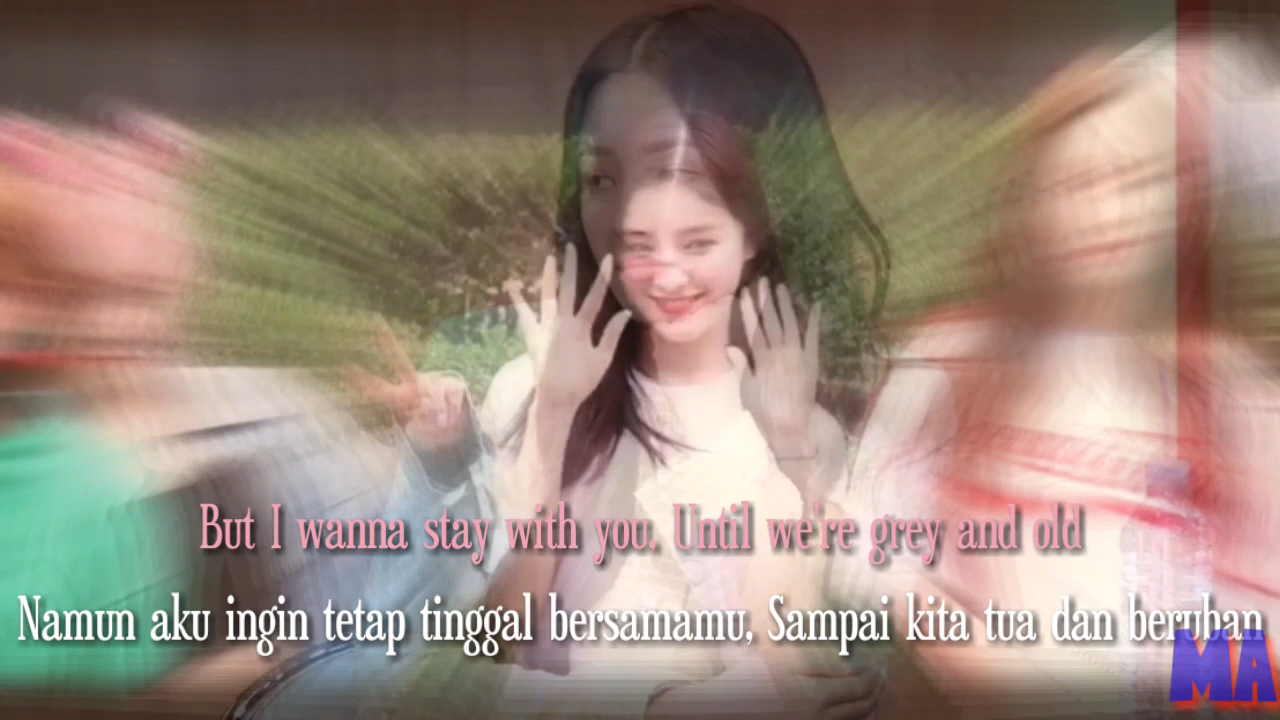 But I wanna stay with you, Until we're grey and old
Namun aku ingin tetap tinggal bersamamu, Sampai kita tua dan beruban
MA